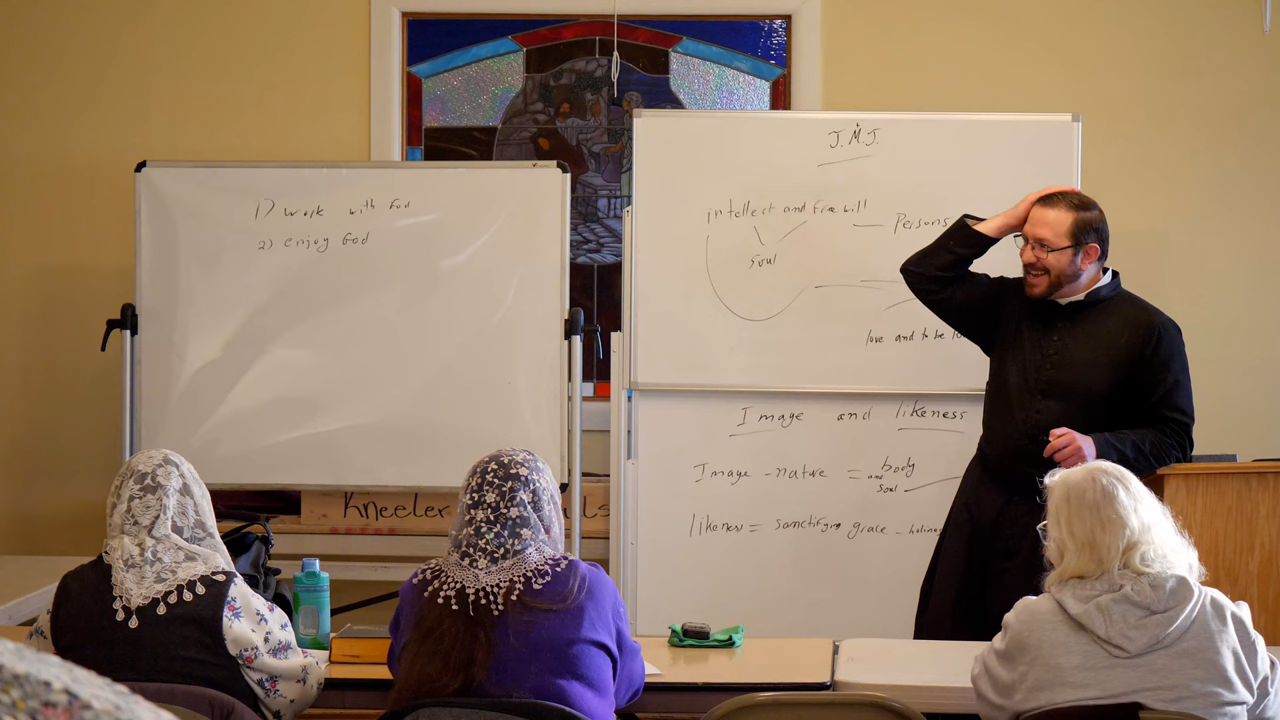 1) work with God
2) enjoy God
J.M.J.
intellect and free will — Persons
soul
love and to be
Image and likeness
Image - nature = body
and
soul
likeness = sanctifying grace -
Kneeler